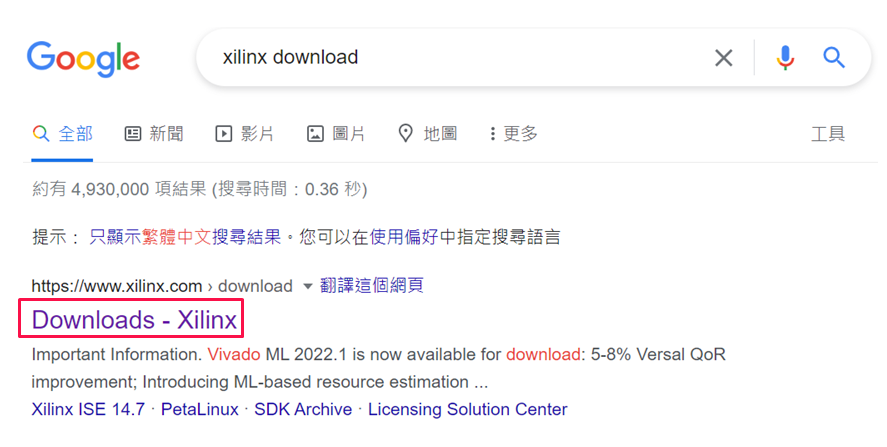 Google
xilinx download
全部 新聞 影片 圖片 地圖 更多 工具
約有 4,930,000 項結果 (搜尋時間：0.36 秒)
提示： 只顯示繁體中文搜尋結果。您可以在使用偏好中指定搜尋語言
https://www.xilinx.com › download 翻譯這個網頁
Downloads - Xilinx
Important Information. Vivado ML 2022.1 is now available for download: 5-8% Versal QoR
improvement; Introducing ML-based resource estimation ...
Xilinx ISE 14.7 · PetaLinux · SDK Archive · Licensing Solution Center